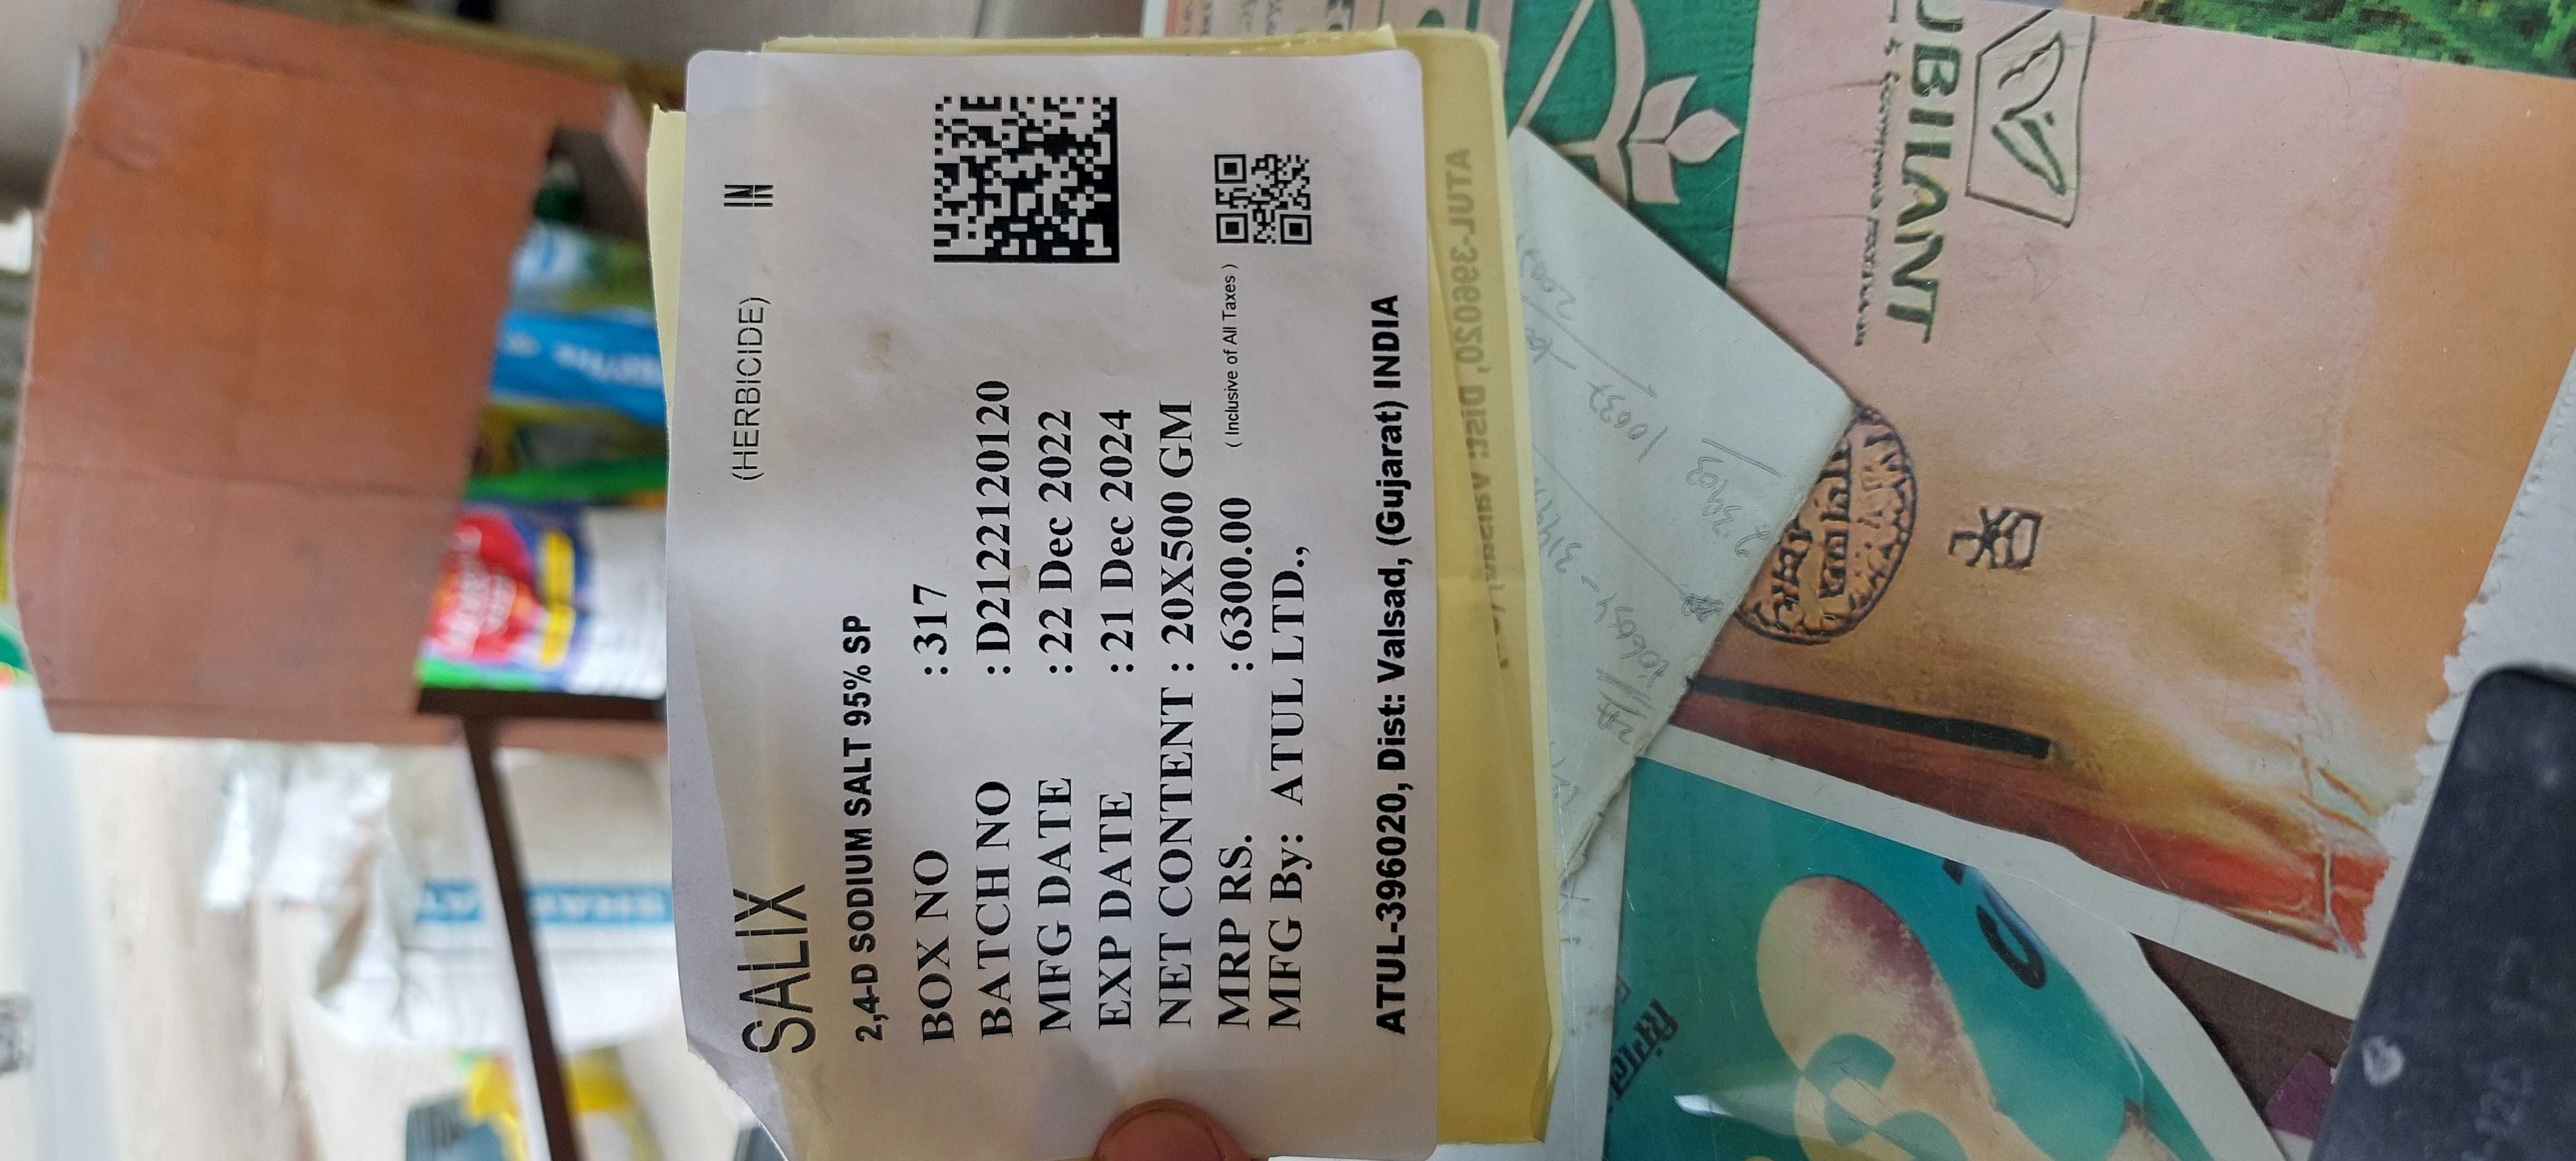 SALIX (HERBICIDE) IN
2,4-D SODIUM SALT 95% SP
BOX NO : 317
BATCH NO : D2122120120
MFG DATE : 22 Dec 2022
EXP DATE : 21 Dec 2024
NET CONTENT : 20X500 GM
MRP RS. : 6300.00 ( Inclusive of All Taxes )
MFG By: ATUL LTD.,
ATUL-396020, Dist: Valsad, (Gujarat) INDIA
ATUL-396020, Dist: Valsad, (
UBILANT